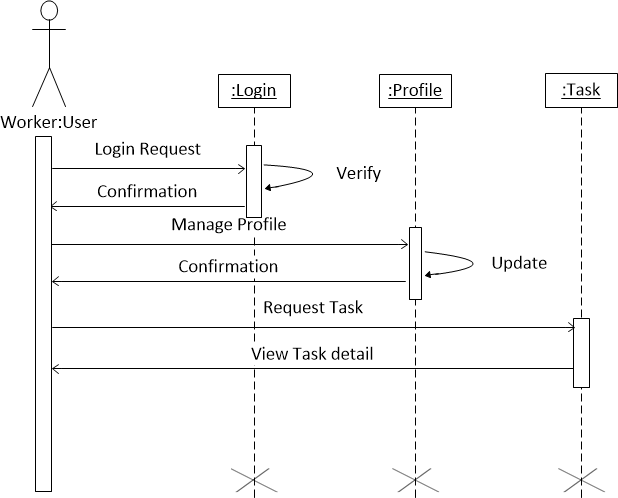 :Login
:Profile
:Task
Worker:User
Login Request
Verify
Confirmation
Manage Profile
Update
Confirmation
Request Task
View Task detail